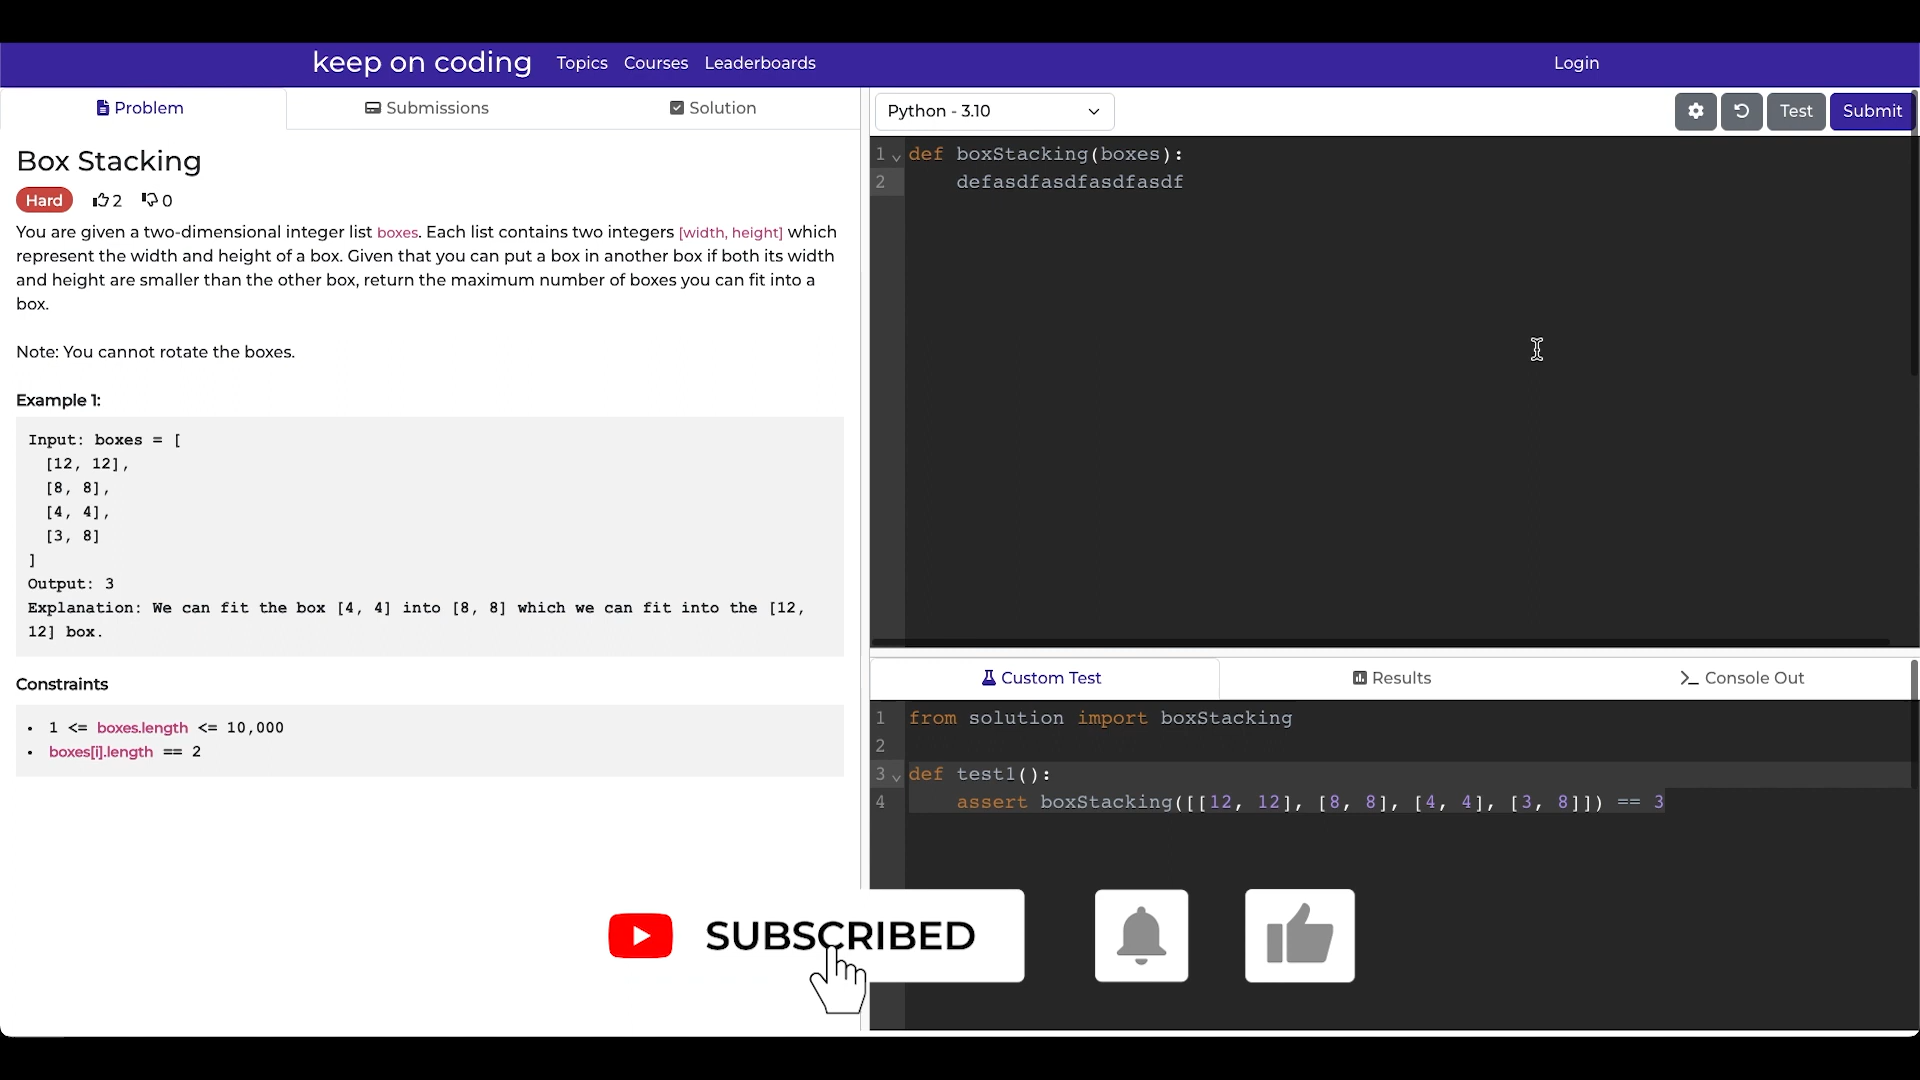 keep on coding Topics Courses Leaderboards Login
Problem Submissions Solution
Python - 3.10 Test Submit
Box Stacking
Hard 2 0
You are given a two-dimensional integer list boxes. Each list contains two integers [width, height] which
represent the width and height of a box. Given that you can put a box in another box if both its width
and height are smaller than the other box, return the maximum number of boxes you can fit into a
box.
Note: You cannot rotate the boxes.
Example 1:
Input: boxes = [
[12, 12],
[8, 8],
[4, 4],
[3, 8]
]
Output: 3
Explanation: We can fit the box [4, 4] into [8, 8] which we can fit into the [12,
12] box.
Constraints
• 1 <= boxes.length <= 10,000
• boxes[i].length == 2
1 def boxStacking(boxes):
2 defasdfasdfasdfasdf
Custom Test Results Console Out
1 from solution import boxStacking
2
3 def test1():
4 assert boxStacking([[12, 12], [8, 8], [4, 4], [3, 8]]) == 3
SUBSCRIBED